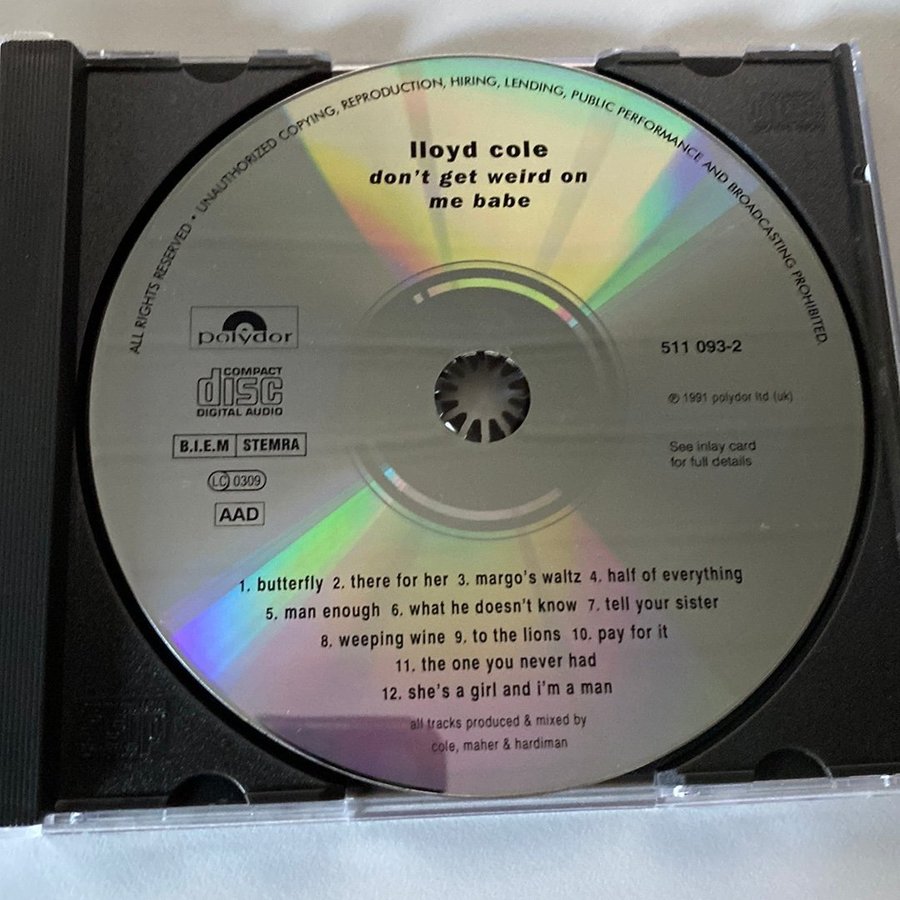 ALL RIGHTS RESERVED • UNAUTHORIZED COPYING, REPRODUCTION, HIRING, LENDING, PUBLIC PERFORMANCE AND BROADCASTING PROHIBITED.
lloyd cole
don't get weird on
me babe
polydor
COMPACT
disc
DIGITAL AUDIO
B.I.E.M STEMRA
LC 0309
AAD
511 093-2
℗ 1991 polydor ltd (uk)
See inlay card
for full details
1. butterfly 2. there for her 3. margo's waltz 4. half of everything
5. man enough 6. what he doesn't know 7. tell your sister
8. weeping wine 9. to the lions 10. pay for it
11. the one you never had
12. she's a girl and i'm a man
all tracks produced & mixed by
cole, maher & hardiman